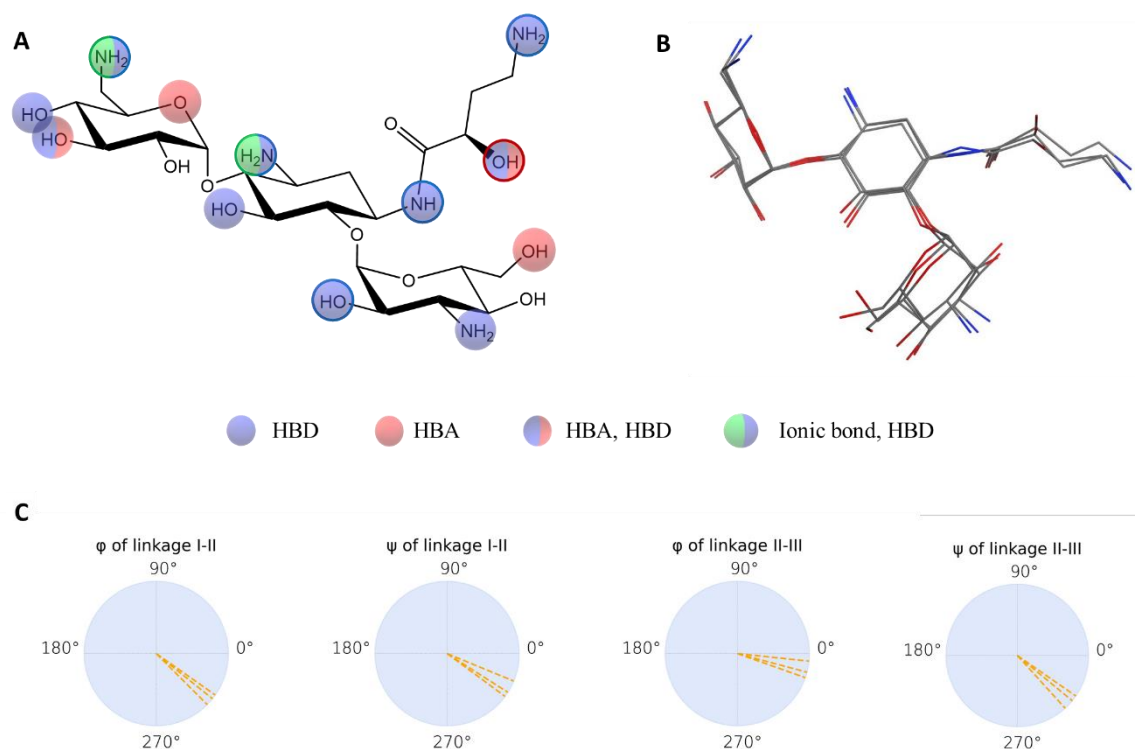 A
B
NH₂
NH₂
HO
O
O
HO
H₂N
OH
OH
O
NH
HO
O
OH
O
HO
OH
NH₂
HBD
HBA
HBA, HBD
Ionic bond, HBD
C
φ of linkage I-II
90°
180°
0°
270°
ψ of linkage I-II
90°
180°
0°
270°
φ of linkage II-III
90°
180°
0°
270°
ψ of linkage II-III
90°
180°
0°
270°